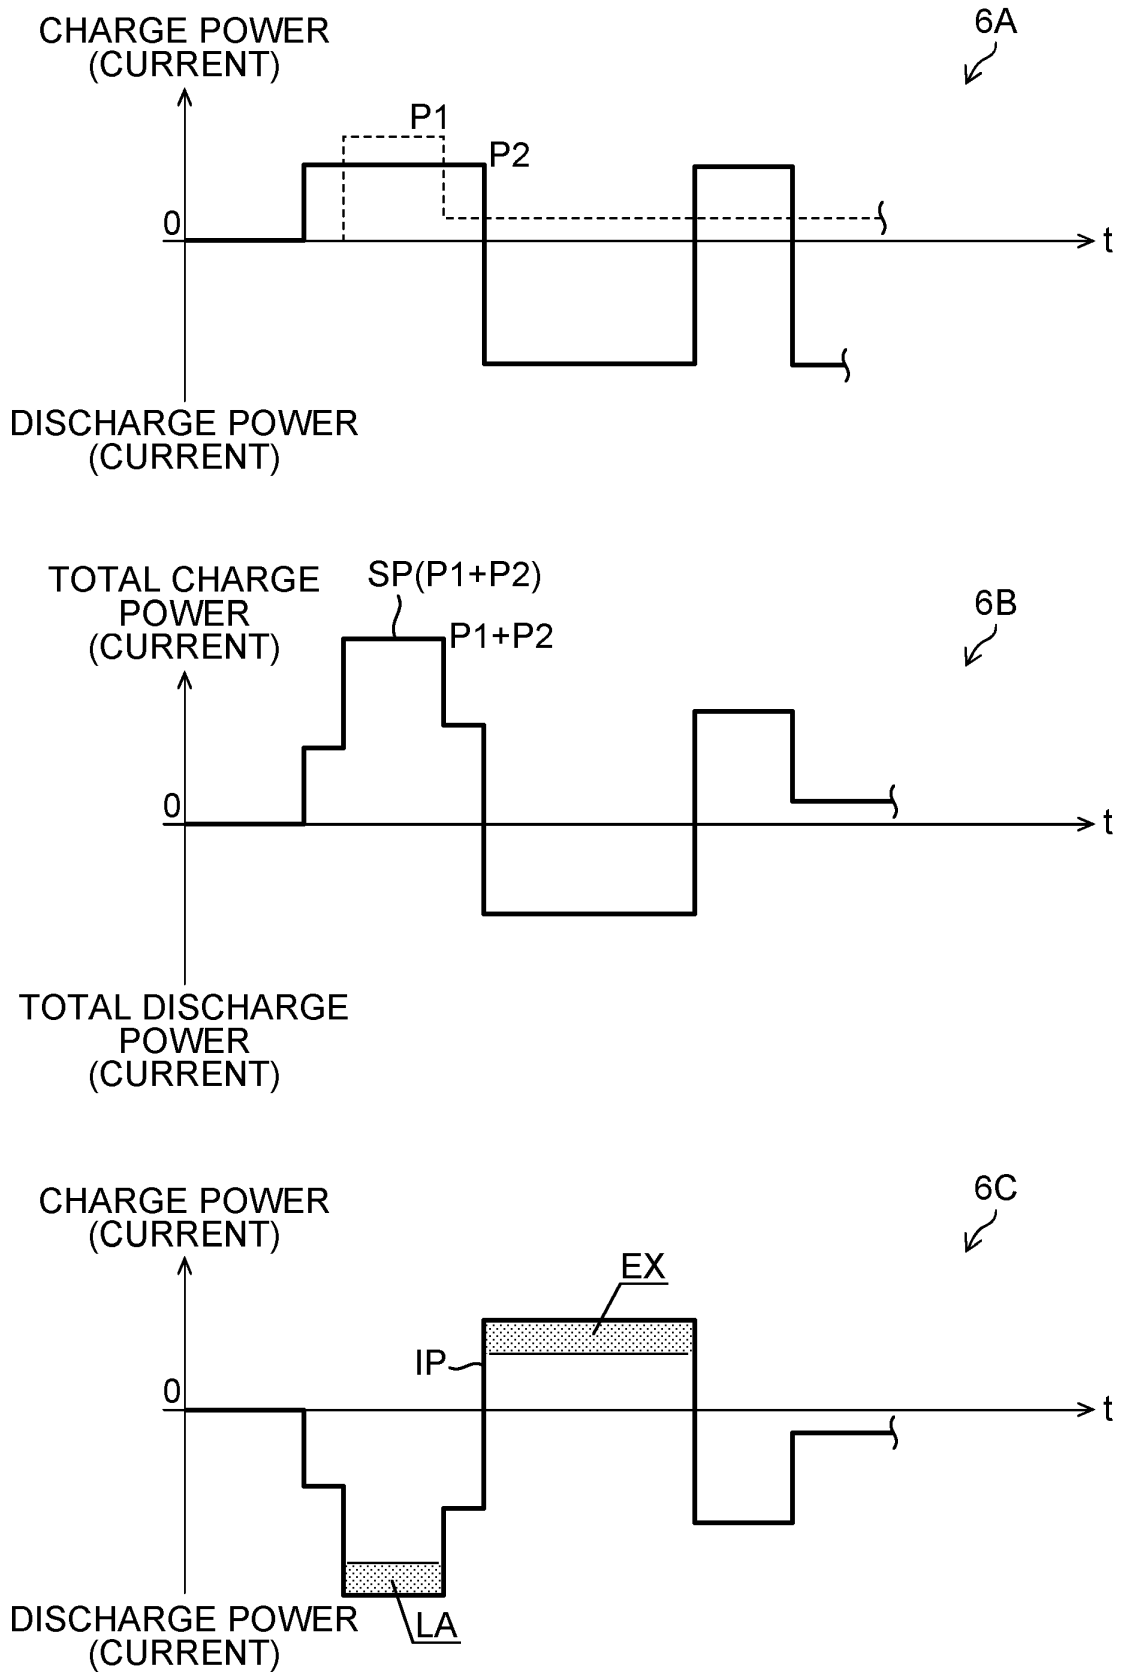 CHARGE POWER
(CURRENT)
6A
P1
P2
0
t
DISCHARGE POWER
(CURRENT)
TOTAL CHARGE
POWER
(CURRENT)
SP(P1+P2)
P1+P2
6B
0
t
TOTAL DISCHARGE
POWER
(CURRENT)
CHARGE POWER
(CURRENT)
6C
EX
IP
0
t
DISCHARGE POWER
(CURRENT)
LA